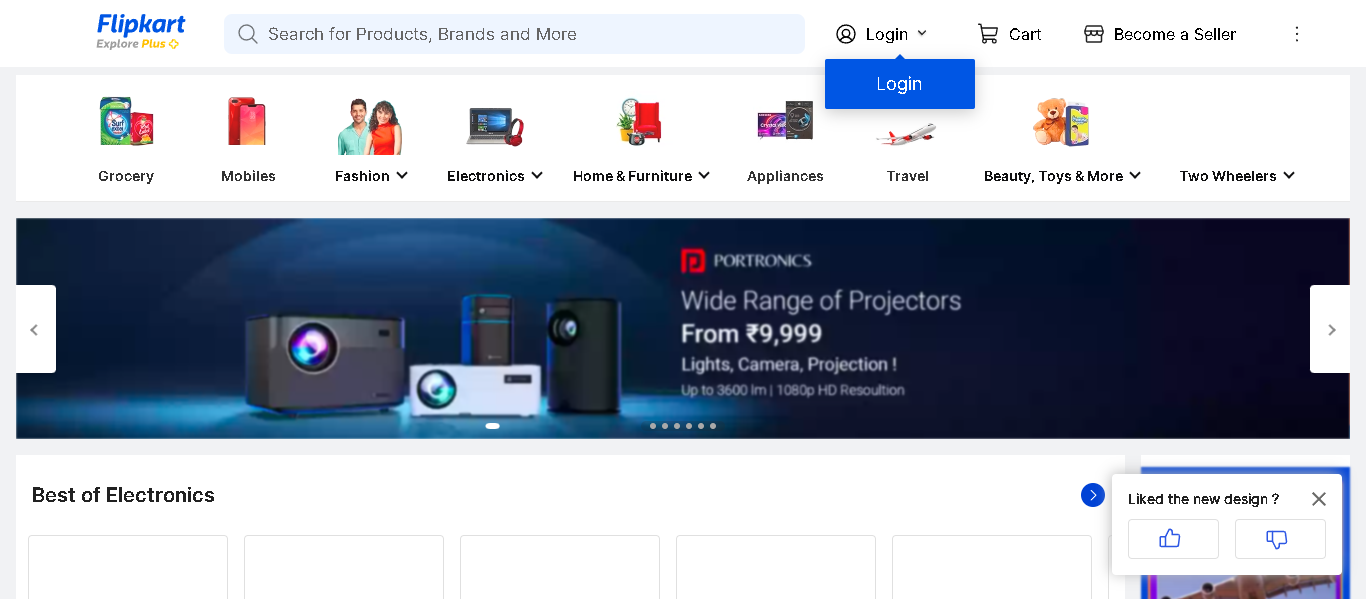 Flipkart
Explore Plus
Search for Products, Brands and More
Login
Cart
Become a Seller
Login
Grocery
Mobiles
Fashion
Electronics
Home & Furniture
Appliances
Travel
Beauty, Toys & More
Two Wheelers
PORTRONICS
Wide Range of Projectors
From ₹9,999
Lights, Camera, Projection !
Up to 3600 lm | 1080p HD Resoultion
Best of Electronics
Liked the new design ?